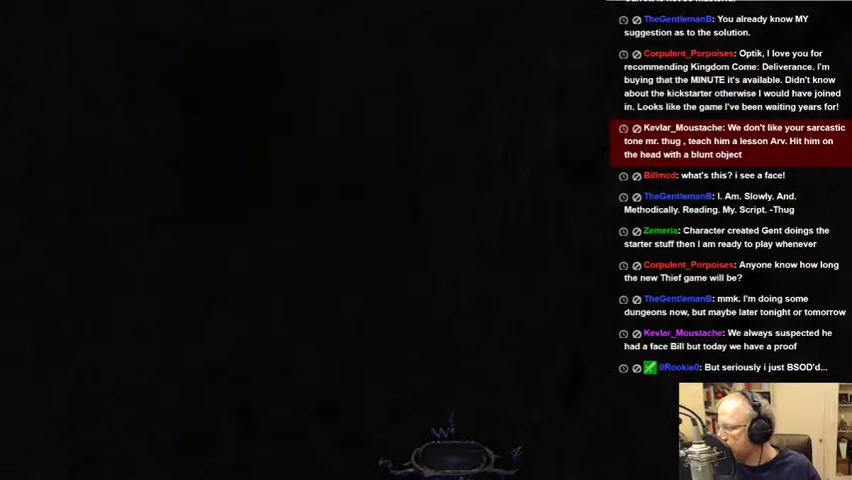 TheGentlemanB: You already know MY
suggestion as to the solution.
Corpulent_Porpoises: Optik, I love you for
recommending Kingdom Come: Deliverance. I'm
buying that the MINUTE it's available. Didn't know
about the kickstarter otherwise I would have joined
in. Looks like the game I've been waiting years for!
Kevlar_Moustache: We don't like your sarcastic
tone mr. thug , teach him a lesson Arv. Hit him on
the head with a blunt object
Billmcd: what's this? i see a face!
TheGentlemanB: I. Am. Slowly. And.
Methodically. Reading. My. Script. -Thug
Zemeria: Character created Gent doings the
starter stuff then I am ready to play whenever
Corpulent_Porpoises: Anyone know how long
the new Thief game will be?
TheGentlemanB: mmk. I'm doing some
dungeons now, but maybe later tonight or tomorrow
Kevlar_Moustache: We always suspected he
had a face Bill but today we have a proof
0Rookie0: But seriously i just BSOD'd...